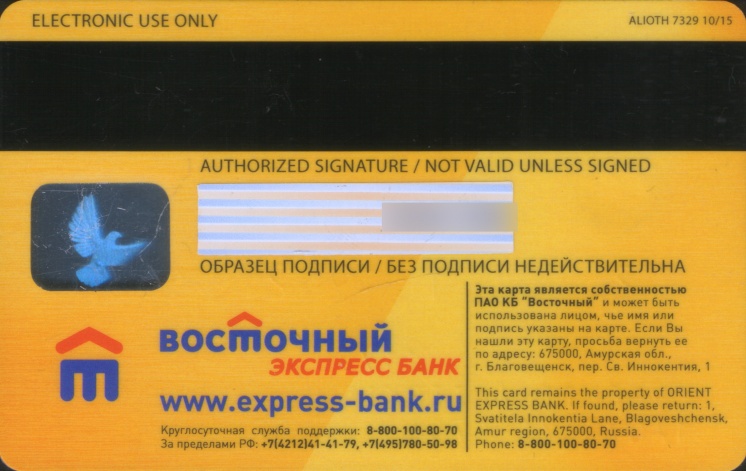 ELECTRONIC USE ONLY
ALIOTH 7329 10/15
AUTHORIZED SIGNATURE / NOT VALID UNLESS SIGNED
ОБРАЗЕЦ ПОДПИСИ / БЕЗ ПОДПИСИ НЕДЕЙСТВИТЕЛЬНА
ВОСТОЧНЫЙ
ЭКСПРЕСС БАНК
www.express-bank.ru
Круглосуточная служба поддержки: 8-800-100-80-70
За пределами РФ: +7(4212)41-41-79, +7(495)780-50-98
Эта карта является собственностью
ПАО КБ "Восточный" и может быть
использована лицом, чье имя или
подпись указаны на карте. Если Вы
нашли эту карту, просьба вернуть ее
по адресу: 675000, Амурская обл.,
г. Благовещенск, пер. Св. Иннокентия, 1
This card remains the property of ORIENT
EXPRESS BANK. If found, please return: 1,
Svatitela Innokentia Lane, Blagoveshchensk,
Amur region, 675000, Russia.
Phone: 8-800-100-80-70